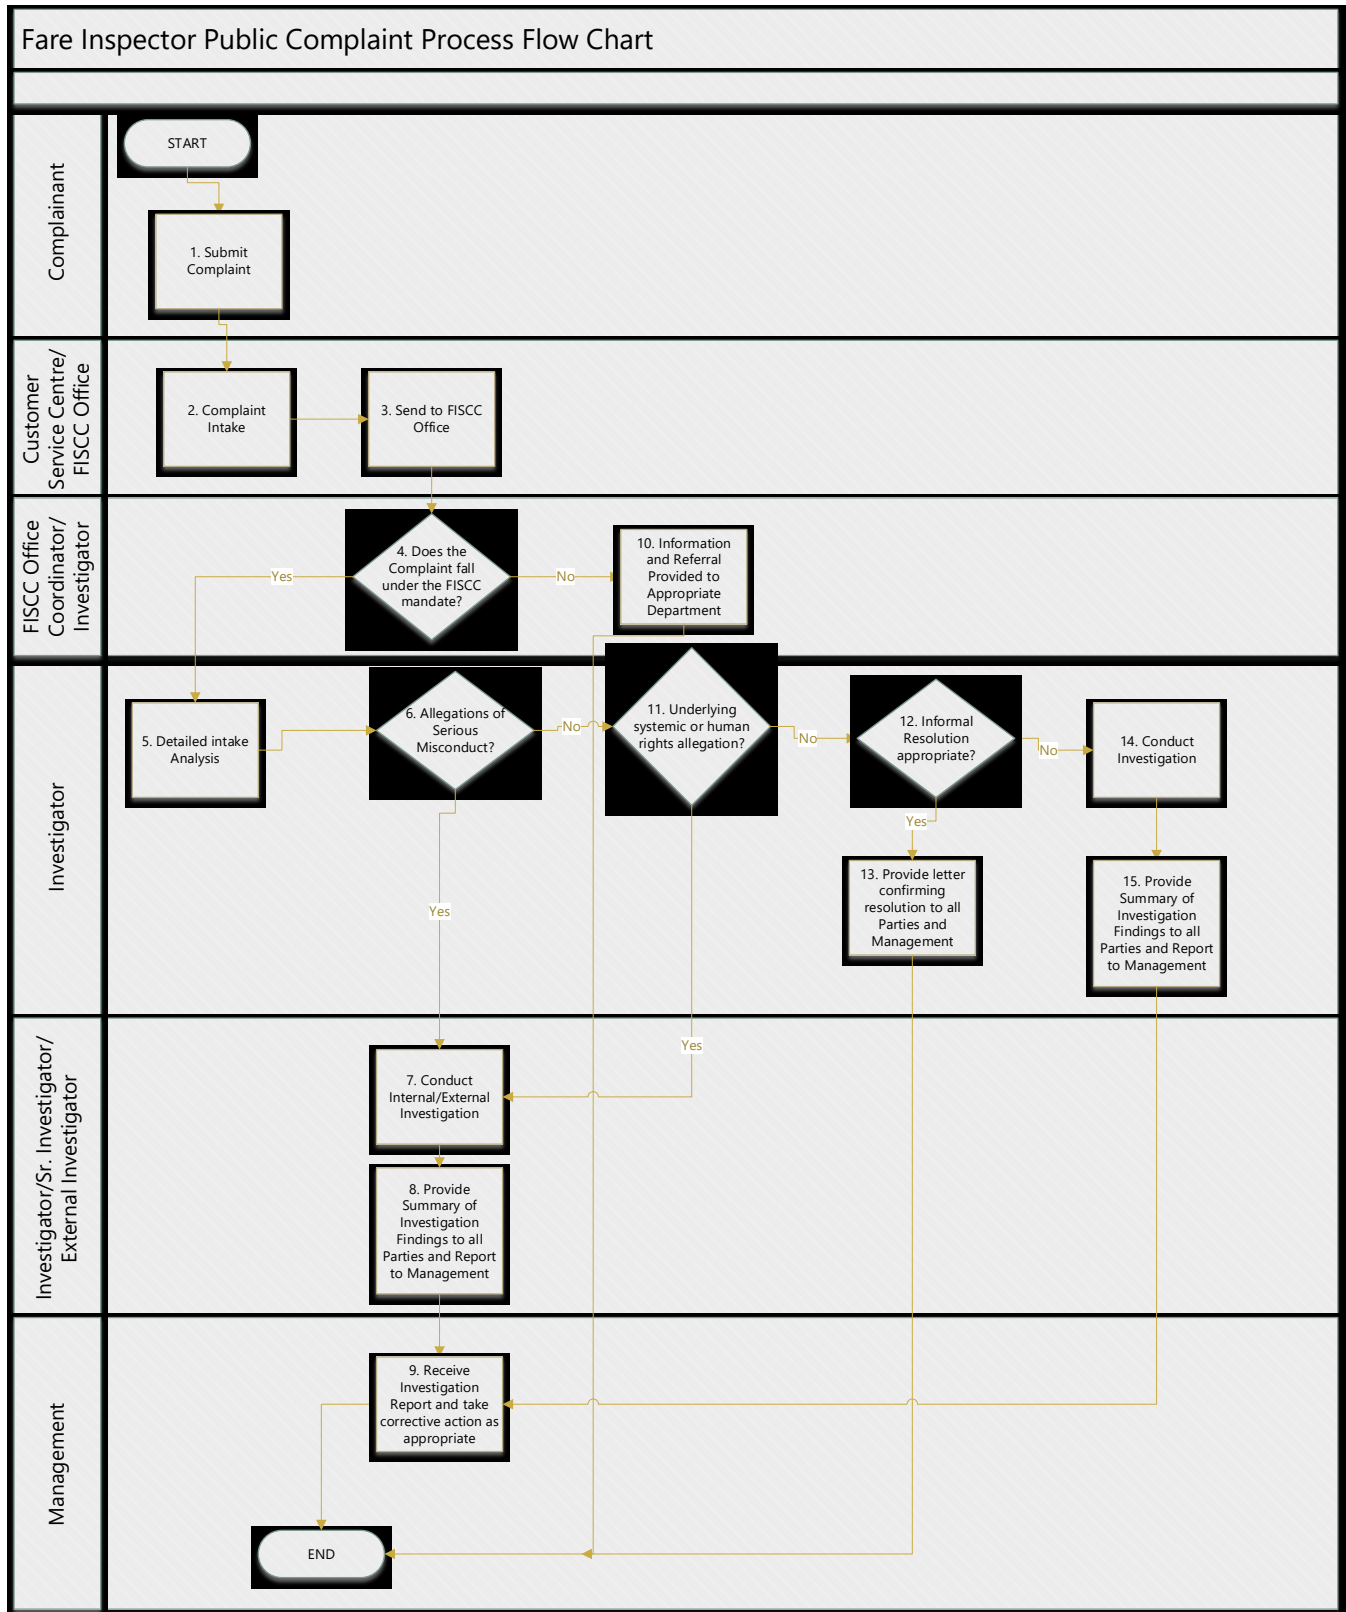 Fare Inspector Public Complaint Process Flow Chart
Complainant
START
1. Submit
Complaint
Customer
Service Centre/
FISCC Office
2. Complaint
Intake
3. Send to FISCC
Office
FISCC Office
Coordinator/
Investigator
4. Does the
Complaint fall
under the FISCC
mandate?
Yes
No
10. Information
and Referral
Provided to
Appropriate
Department
Investigator
5. Detailed intake
Analysis
6. Allegations of
Serious
Misconduct?
No
Yes
11. Underlying
systemic or human
rights allegation?
No
Yes
12. Informal
Resolution
appropriate?
No
Yes
14. Conduct
Investigation
13. Provide letter
confirming
resolution to all
Parties and
Management
15. Provide
Summary of
Investigation
Findings to all
Parties and Report
to Management
Investigator/Sr. Investigator/
External Investigator
7. Conduct
Internal/External
Investigation
8. Provide
Summary of
Investigation
Findings to all
Parties and Report
to Management
Management
9. Receive
Investigation
Report and take
corrective action as
appropriate
END